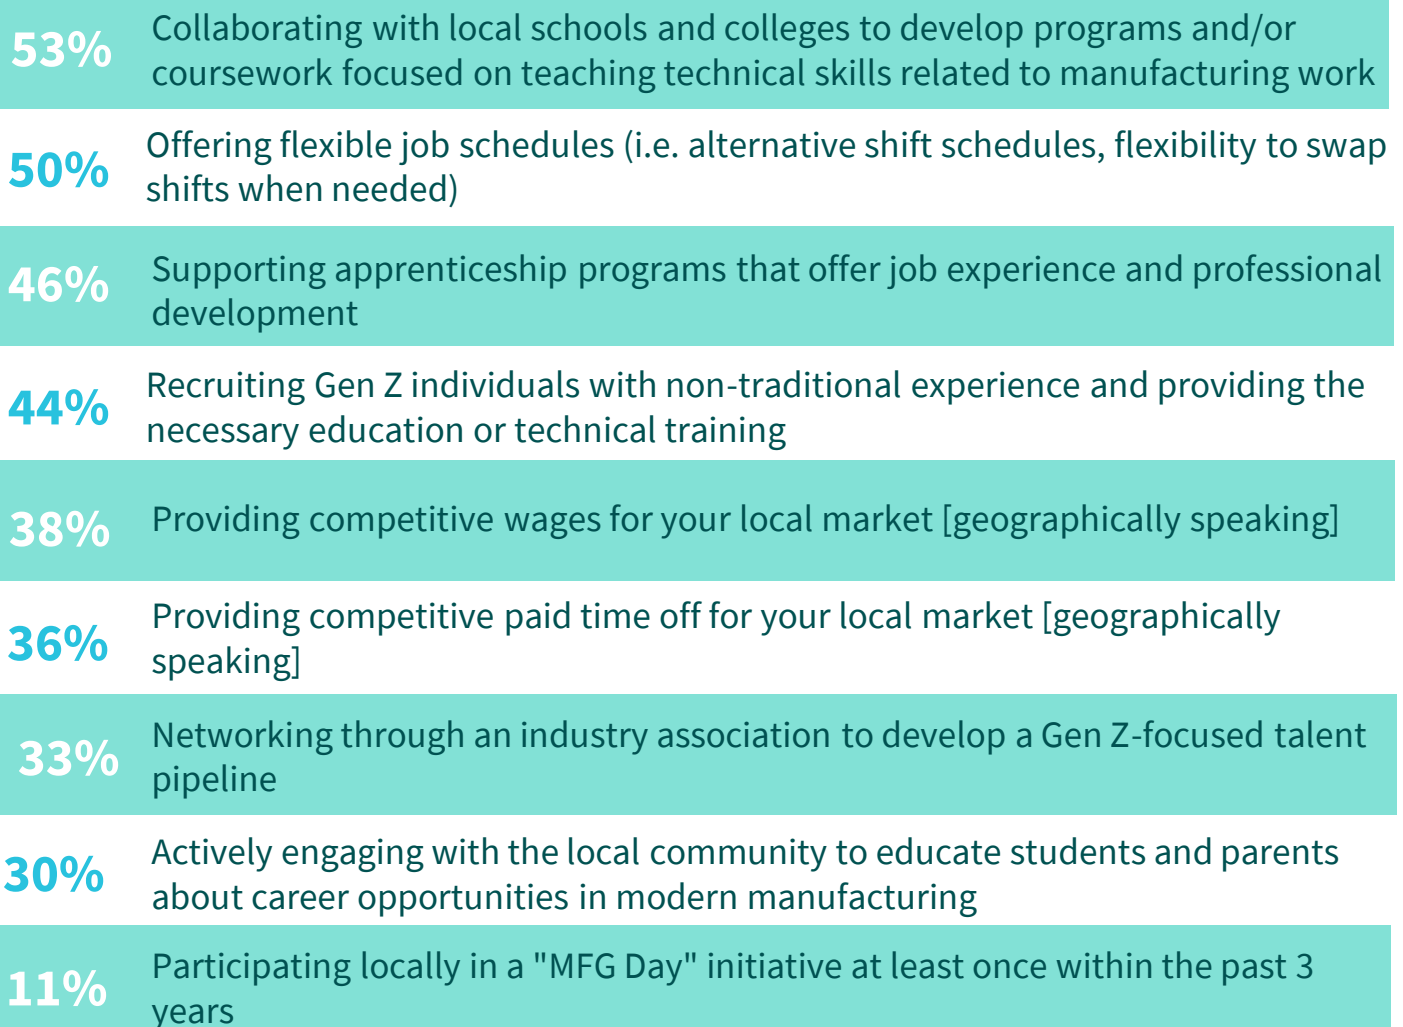 53%
Collaborating with local schools and colleges to develop programs and/or
coursework focused on teaching technical skills related to manufacturing work
50%
Offering flexible job schedules (i.e. alternative shift schedules, flexibility to swap
shifts when needed)
46%
Supporting apprenticeship programs that offer job experience and professional
development
44%
Recruiting Gen Z individuals with non-traditional experience and providing the
necessary education or technical training
38%
Providing competitive wages for your local market [geographically speaking]
36%
Providing competitive paid time off for your local market [geographically
speaking]
33%
Networking through an industry association to develop a Gen Z-focused talent
pipeline
30%
Actively engaging with the local community to educate students and parents
about career opportunities in modern manufacturing
11%
Participating locally in a "MFG Day" initiative at least once within the past 3
years